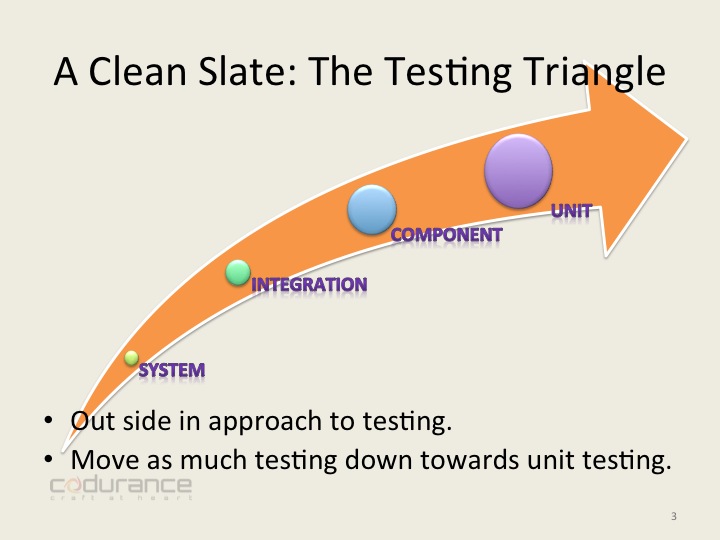 A Clean Slate: The Testing Triangle
UNIT
COMPONENT
INTEGRATION
SYSTEM
• Out side in approach to testing.
• Move as much testing down towards unit testing.
codurance
craft at heart
3